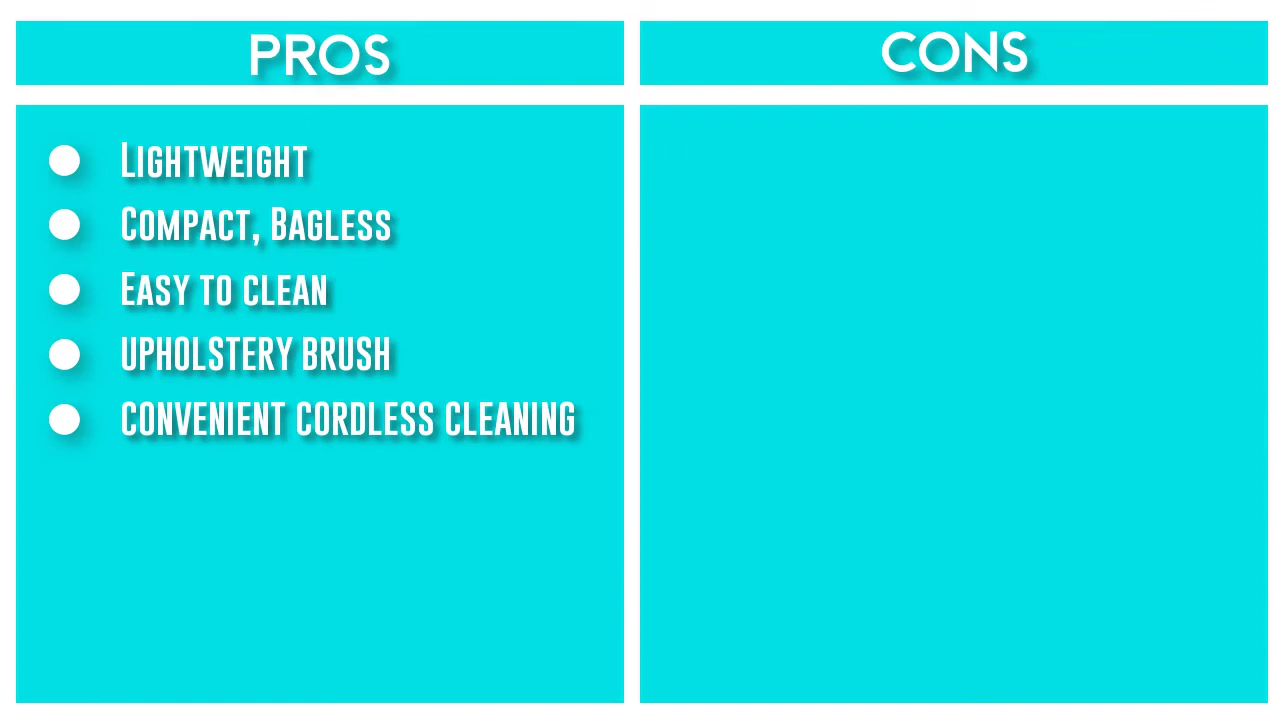 PROS
CONS
Lightweight
Compact, Bagless
Easy to clean
UPHOLSTERY BRUSH
CONVENIENT CORDLESS CLEANING